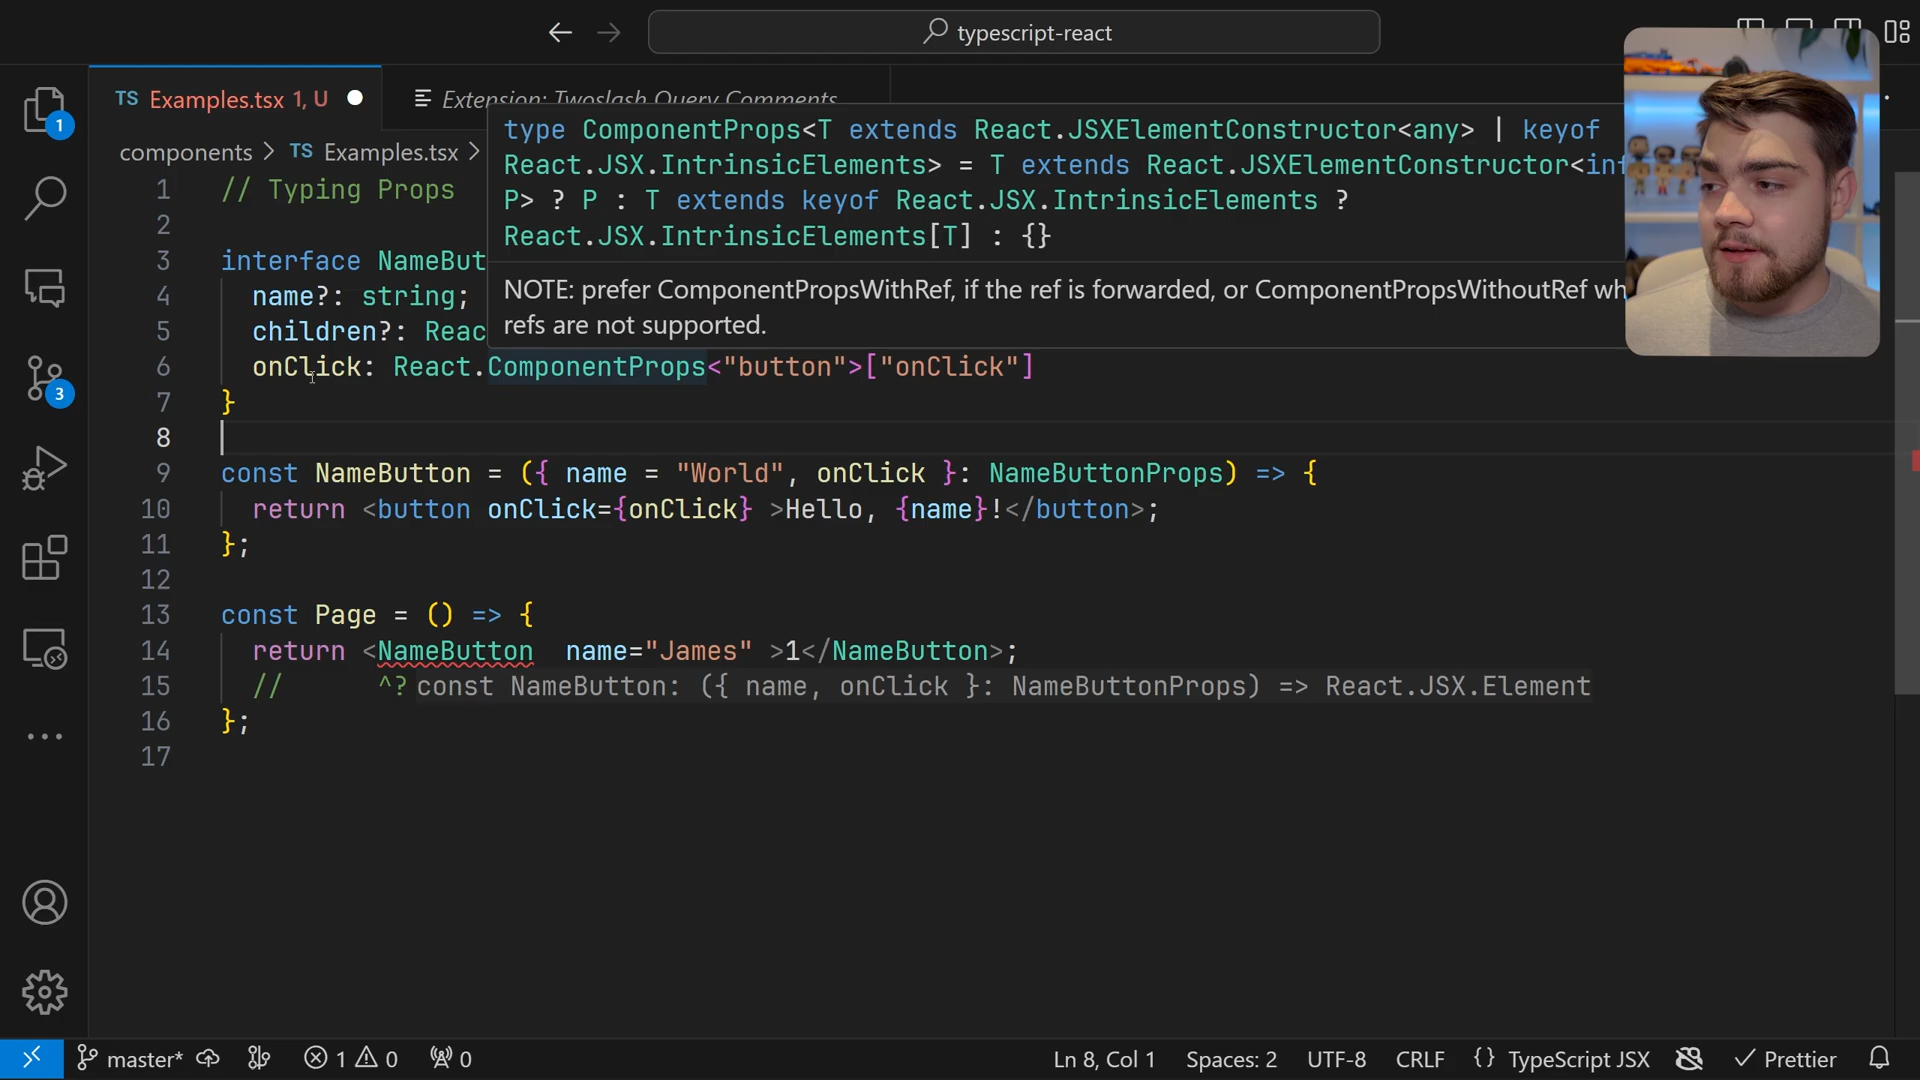 typescript-react
TS Examples.tsx 1, U
Extension: Twoslash Query Comments
components > TS Examples.tsx >
type ComponentProps<T extends React.JSXElementConstructor<any> | keyof
React.JSX.IntrinsicElements> = T extends React.JSXElementConstructor<inf
P> ? P : T extends keyof React.JSX.IntrinsicElements ?
React.JSX.IntrinsicElements[T] : {}
NOTE: prefer ComponentPropsWithRef, if the ref is forwarded, or ComponentPropsWithoutRef wh
refs are not supported.
1 // Typing Props
2
3 interface NameBut
4 name?: string;
5 children?: Reac
6 onClick: React.ComponentProps<"button">["onClick"]
7 }
8
9 const NameButton = ({ name = "World", onClick }: NameButtonProps) => {
10 return <button onClick={onClick} >Hello, {name}!</button>;
11 };
12
13 const Page = () => {
14 return <NameButton  name="James" >1</NameButton>;
15 // ^? const NameButton: ({ name, onClick }: NameButtonProps) => React.JSX.Element
16 };
17
1
3
master* 1 0 0 Ln 8, Col 1 Spaces: 2 UTF-8 CRLF {} TypeScript JSX Prettier